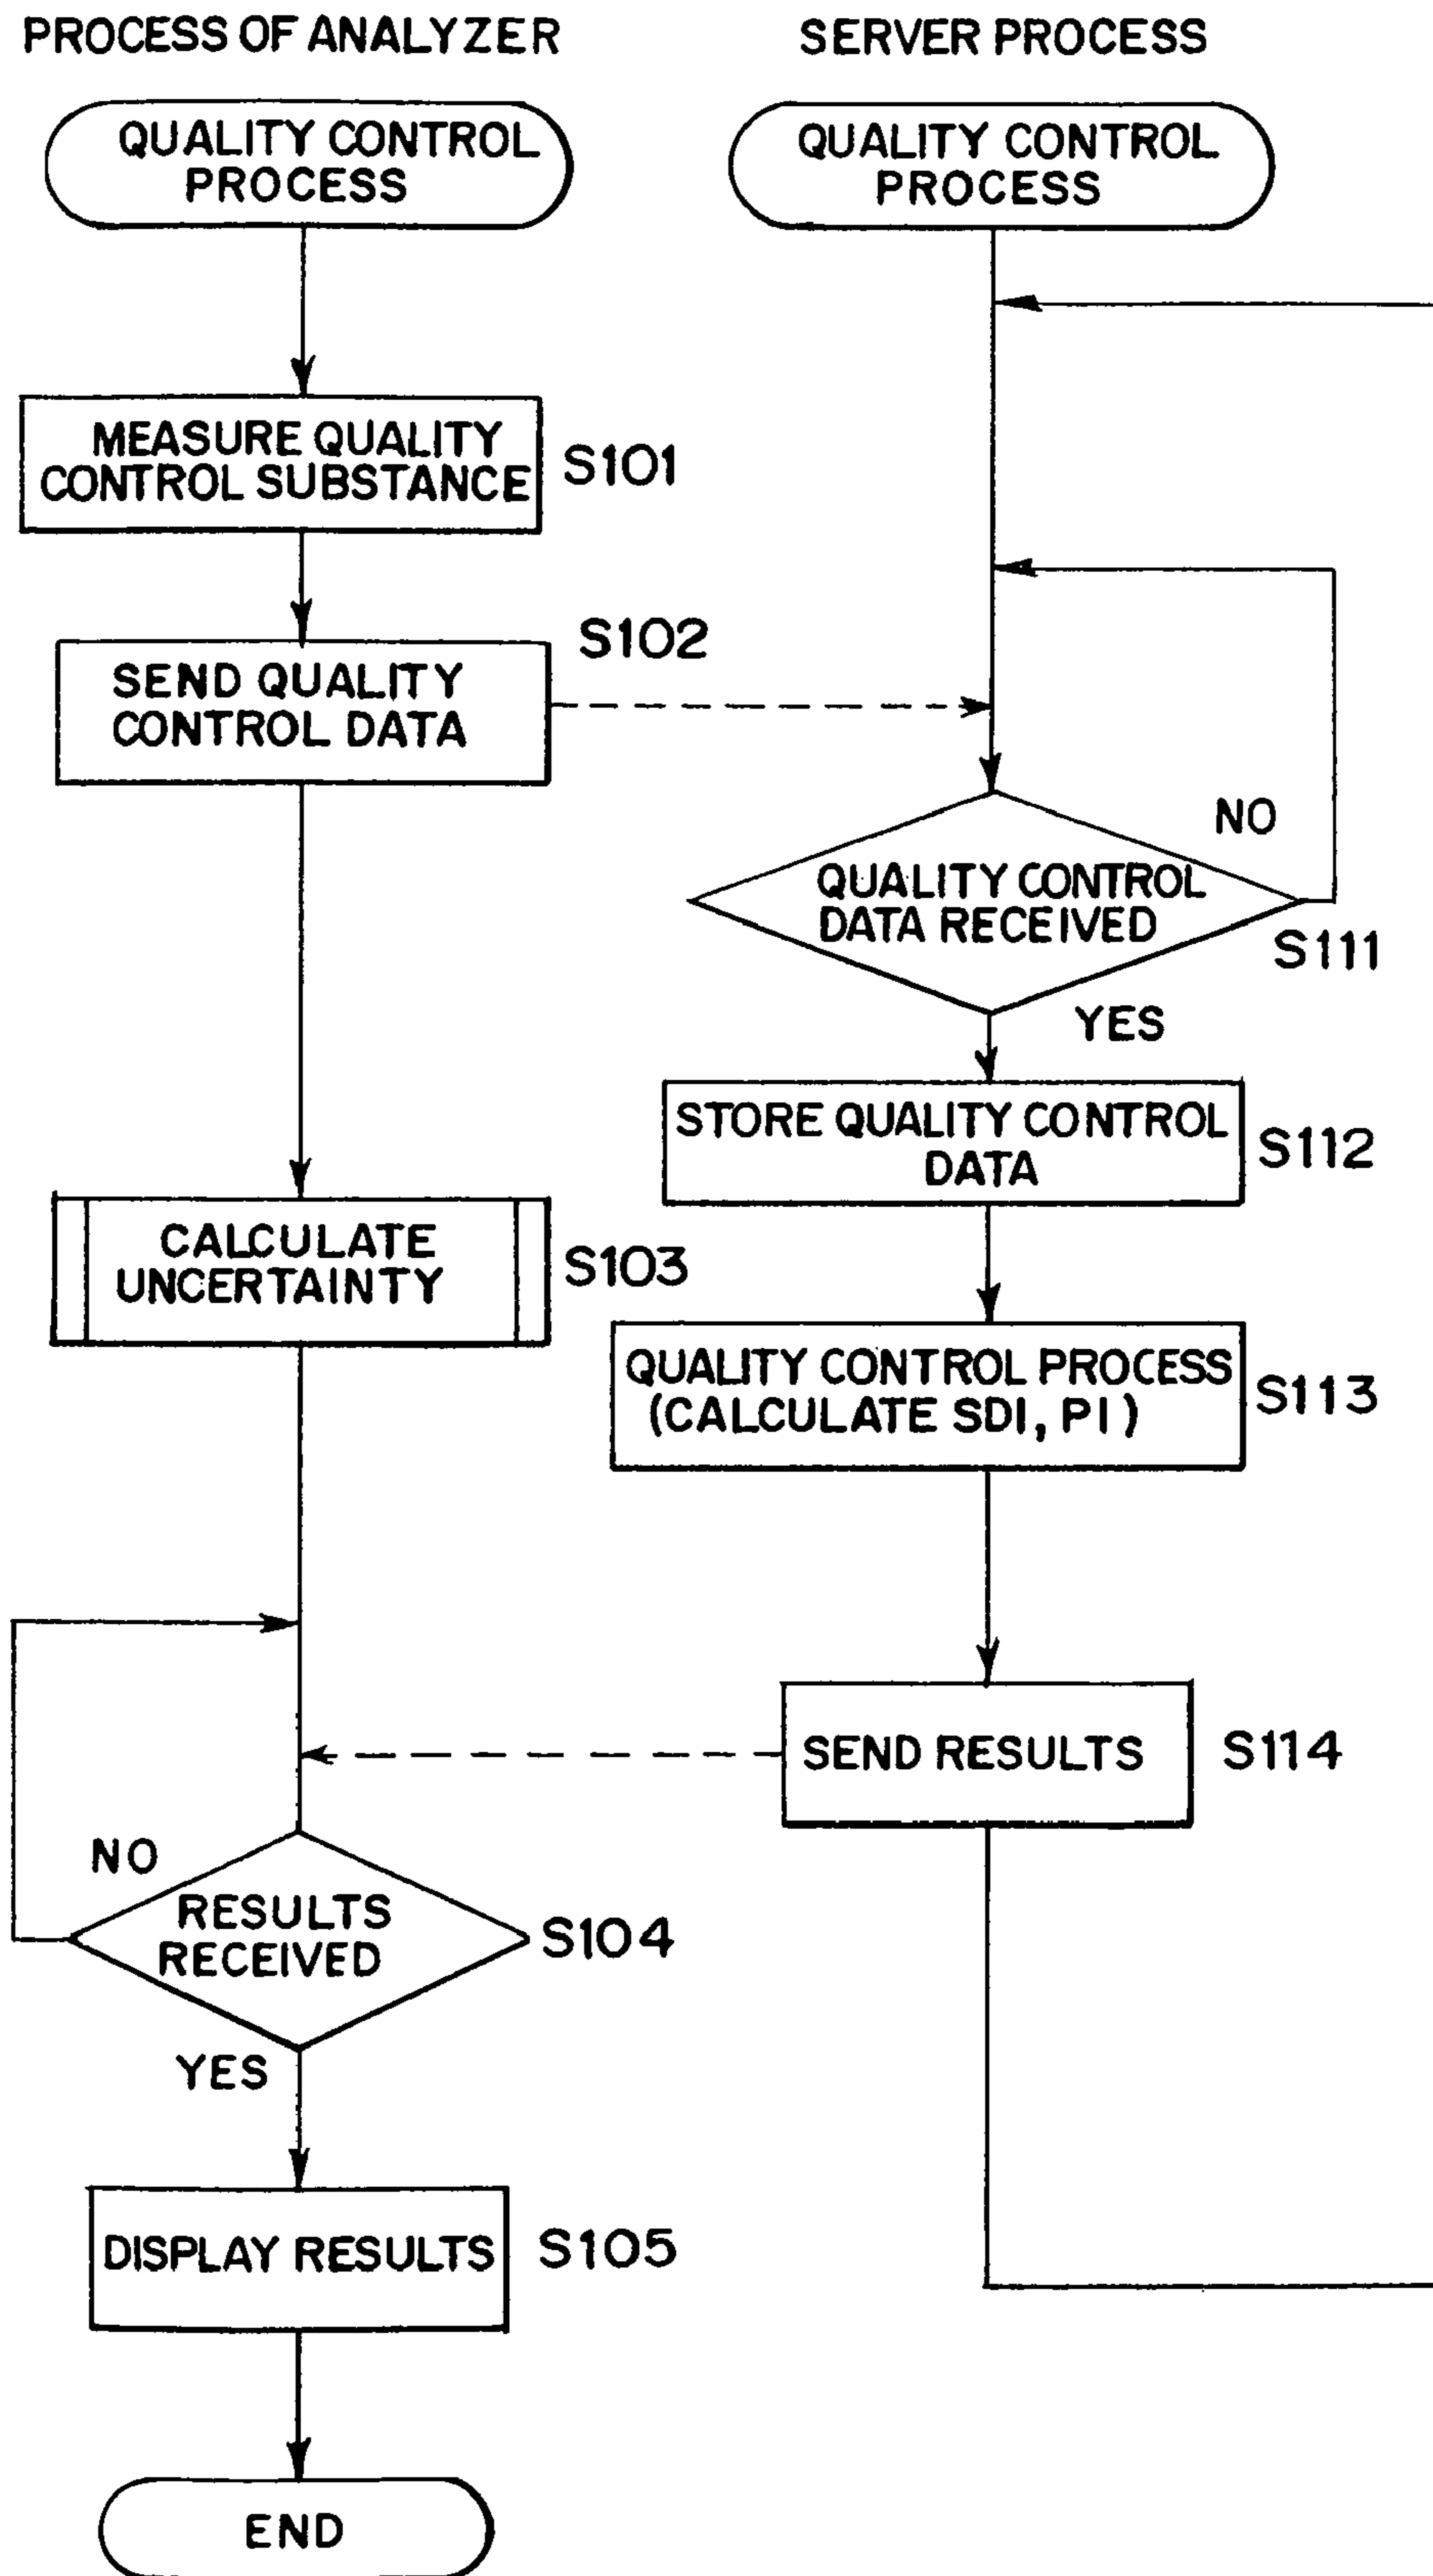 PROCESS OF ANALYZER
SERVER PROCESS
QUALITY CONTROL
PROCESS
QUALITY CONTROL
PROCESS
MEASURE QUALITY
CONTROL SUBSTANCE
S101
SEND QUALITY
CONTROL DATA
S102
NO
QUALITY CONTROL
DATA RECEIVED
S111
YES
STORE QUALITY CONTROL
DATA
S112
CALCULATE
UNCERTAINTY
S103
QUALITY CONTROL PROCESS
(CALCULATE SDI, PI)
S113
SEND RESULTS
S114
NO
RESULTS
RECEIVED
S104
YES
DISPLAY RESULTS
S105
END